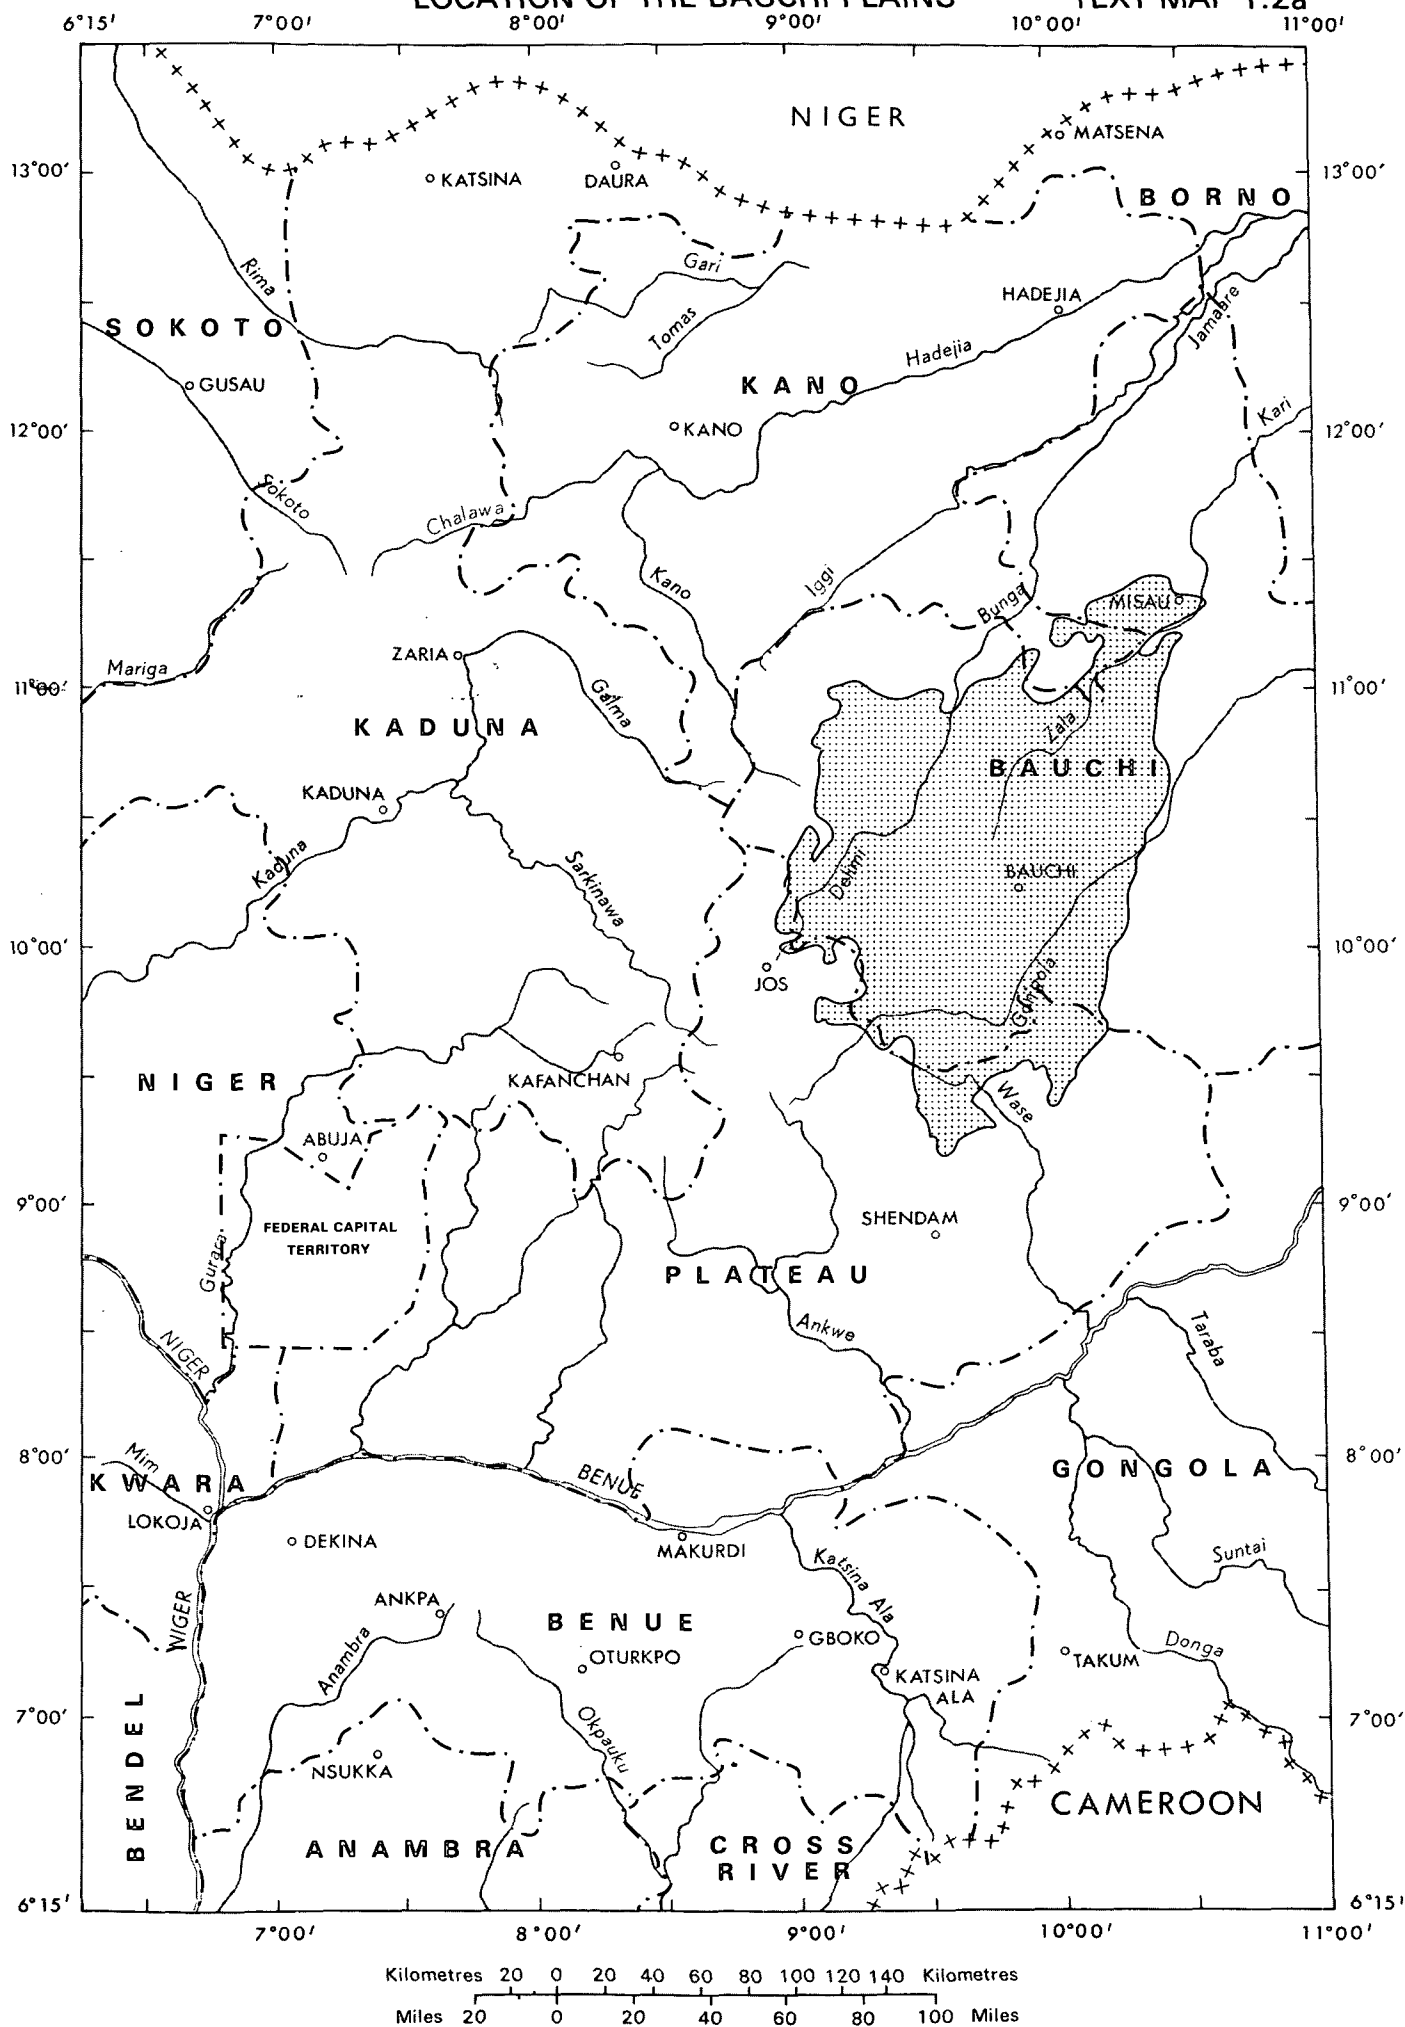 LOCATION OF THE BAUCHI PLAINS TEXT MAP 1.2a
6°15' 7°00' 8°00' 9°00' 10°00' 11°00'
NIGER
MATSENA
13°00' KATSINA DAURA 13°00'
BORNO
Gari
Rima
HADEJIA
Jamaare
SOKOTO
Tomas
Hadejia
GUSAU
KANO
Kari
12°00' KANO 12°00'
Sokoto
Chalawa
Kano
Iggi
Bunga
MISAU
ZARIA
Mariga
11°00' 11°00'
Galma
KADUNA
Zala
BAUCHI
KADUNA
Kaduna
Sarkinawa
Delimi
BAUCHI
10°00' 10°00'
JOS
Gongola
NIGER
KAFANCHAN
Wase
ABUJA
9°00' 9°00'
FEDERAL CAPITAL
TERRITORY
SHENDAM
Gurara
PLATEAU
Ankwe
Taraba
NIGER
8°00' 8°00'
Mim
KWARA
GONGOLA
BENUE
LOKOJA
DEKINA
MAKURDI
Suntai
Katsina Ala
ANKPA
NIGER
BENUE
GBOKO
Anambra
OTURKPO
TAKUM
Donga
KATSINA
ALA
7°00' 7°00'
BENDEL
Okpauku
NSUKKA
CAMEROON
ANAMBRA
CROSS
RIVER
6°15' 6°15'
7°00' 8°00' 9°00' 10°00' 11°00'
Kilometres 20 0 20 40 60 80 100 120 140 Kilometres
Miles 20 0 20 40 60 80 100 Miles